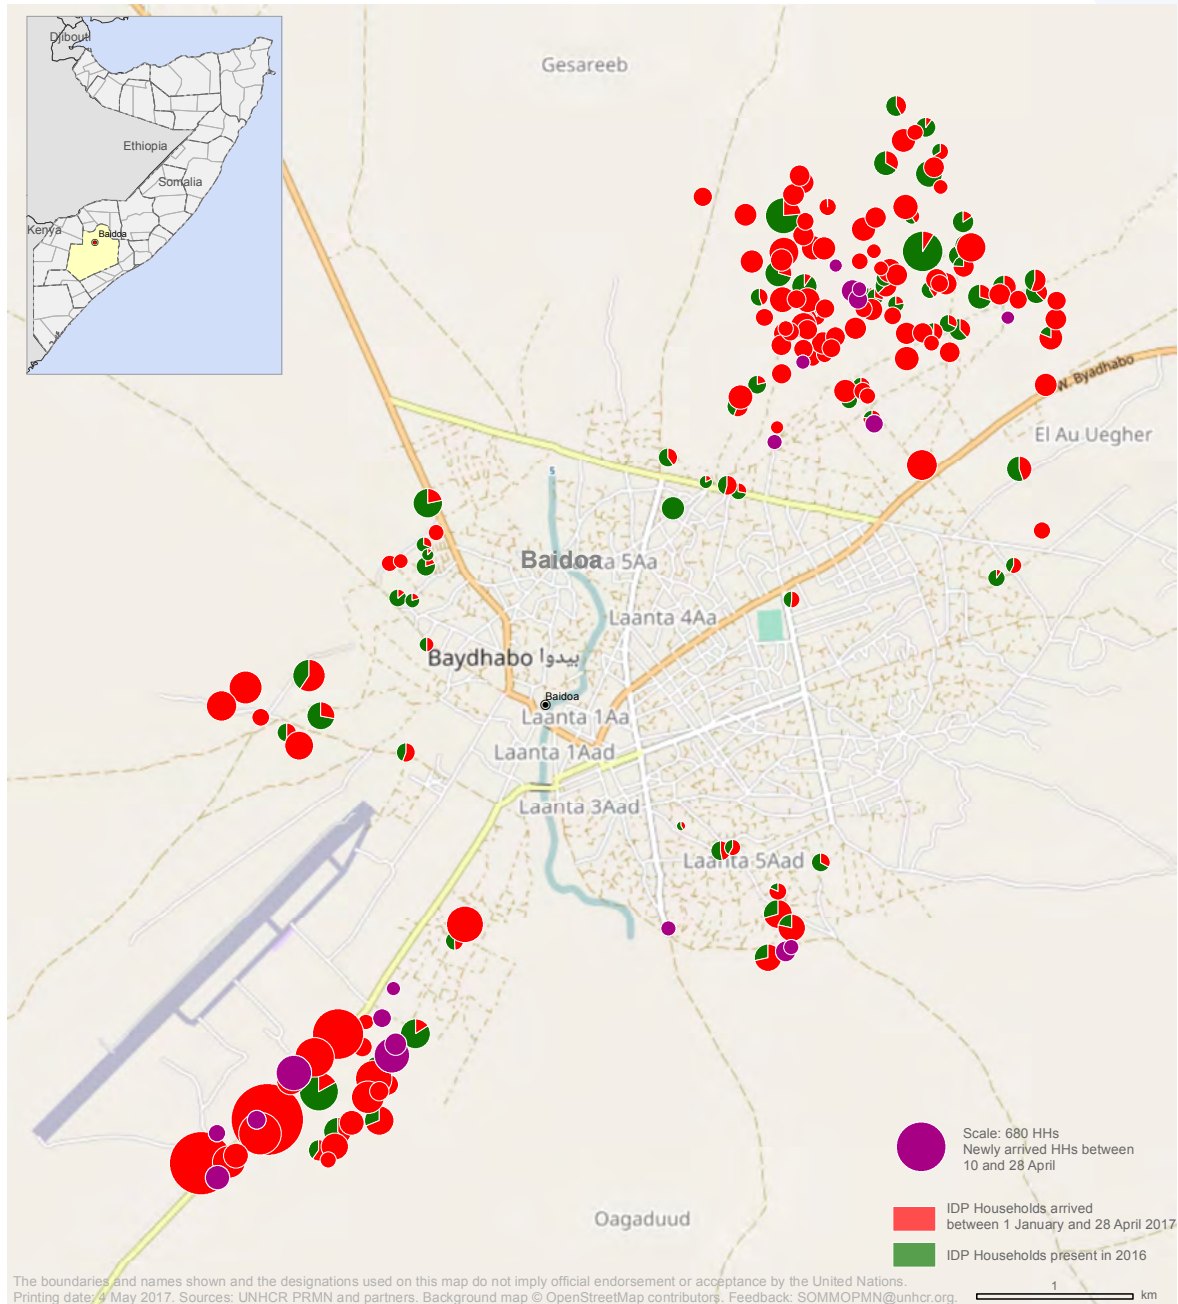 Djibouti
Ethiopia
Somalia
Kenya
Baidoa
Gesareeb
W. Byadhabo
El Au Uegher
5
Baidoa
Laanta 5Aa
Laanta 4Aa
Baydhabo بيدوا
Baidoa
Laanta 1Aa
Laanta 1Aad
Laanta 3Aad
Laanta 5Aad
Oagaduud
Scale: 680 HHs
Newly arrived HHs between
10 and 28 April
IDP Households arrived
between 1 January and 28 April 2017
IDP Households present in 2016
1
km
The boundaries and names shown and the designations used on this map do not imply official endorsement or acceptance by the United Nations.
Printing date: 4 May 2017. Sources: UNHCR PRMN and partners. Background map © OpenStreetMap contributors. Feedback: SOMMOPMN@unhcr.org.